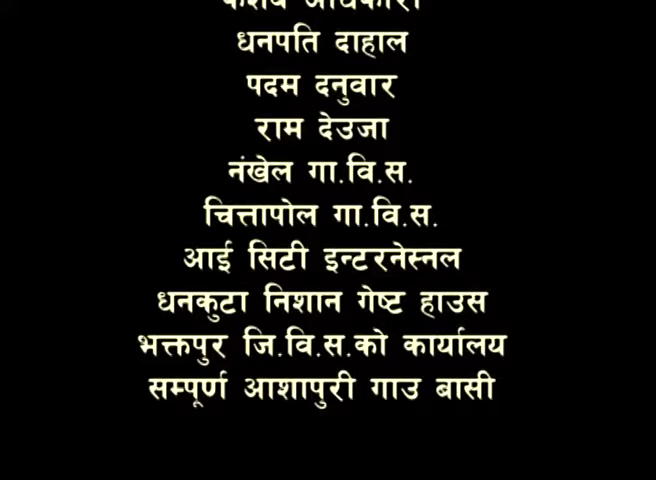 धनपति दाहाल
पदम दनुवार
राम देउजा
नंखेल गा.वि.स.
चित्तापोल गा.वि.स.
आई सिटी इन्टरनेस्नल
धनकुटा निशान गेष्ट हाउस
भक्तपुर जि.वि.स.को कार्यालय
सम्पूर्ण आशापुरी गाउ बासी